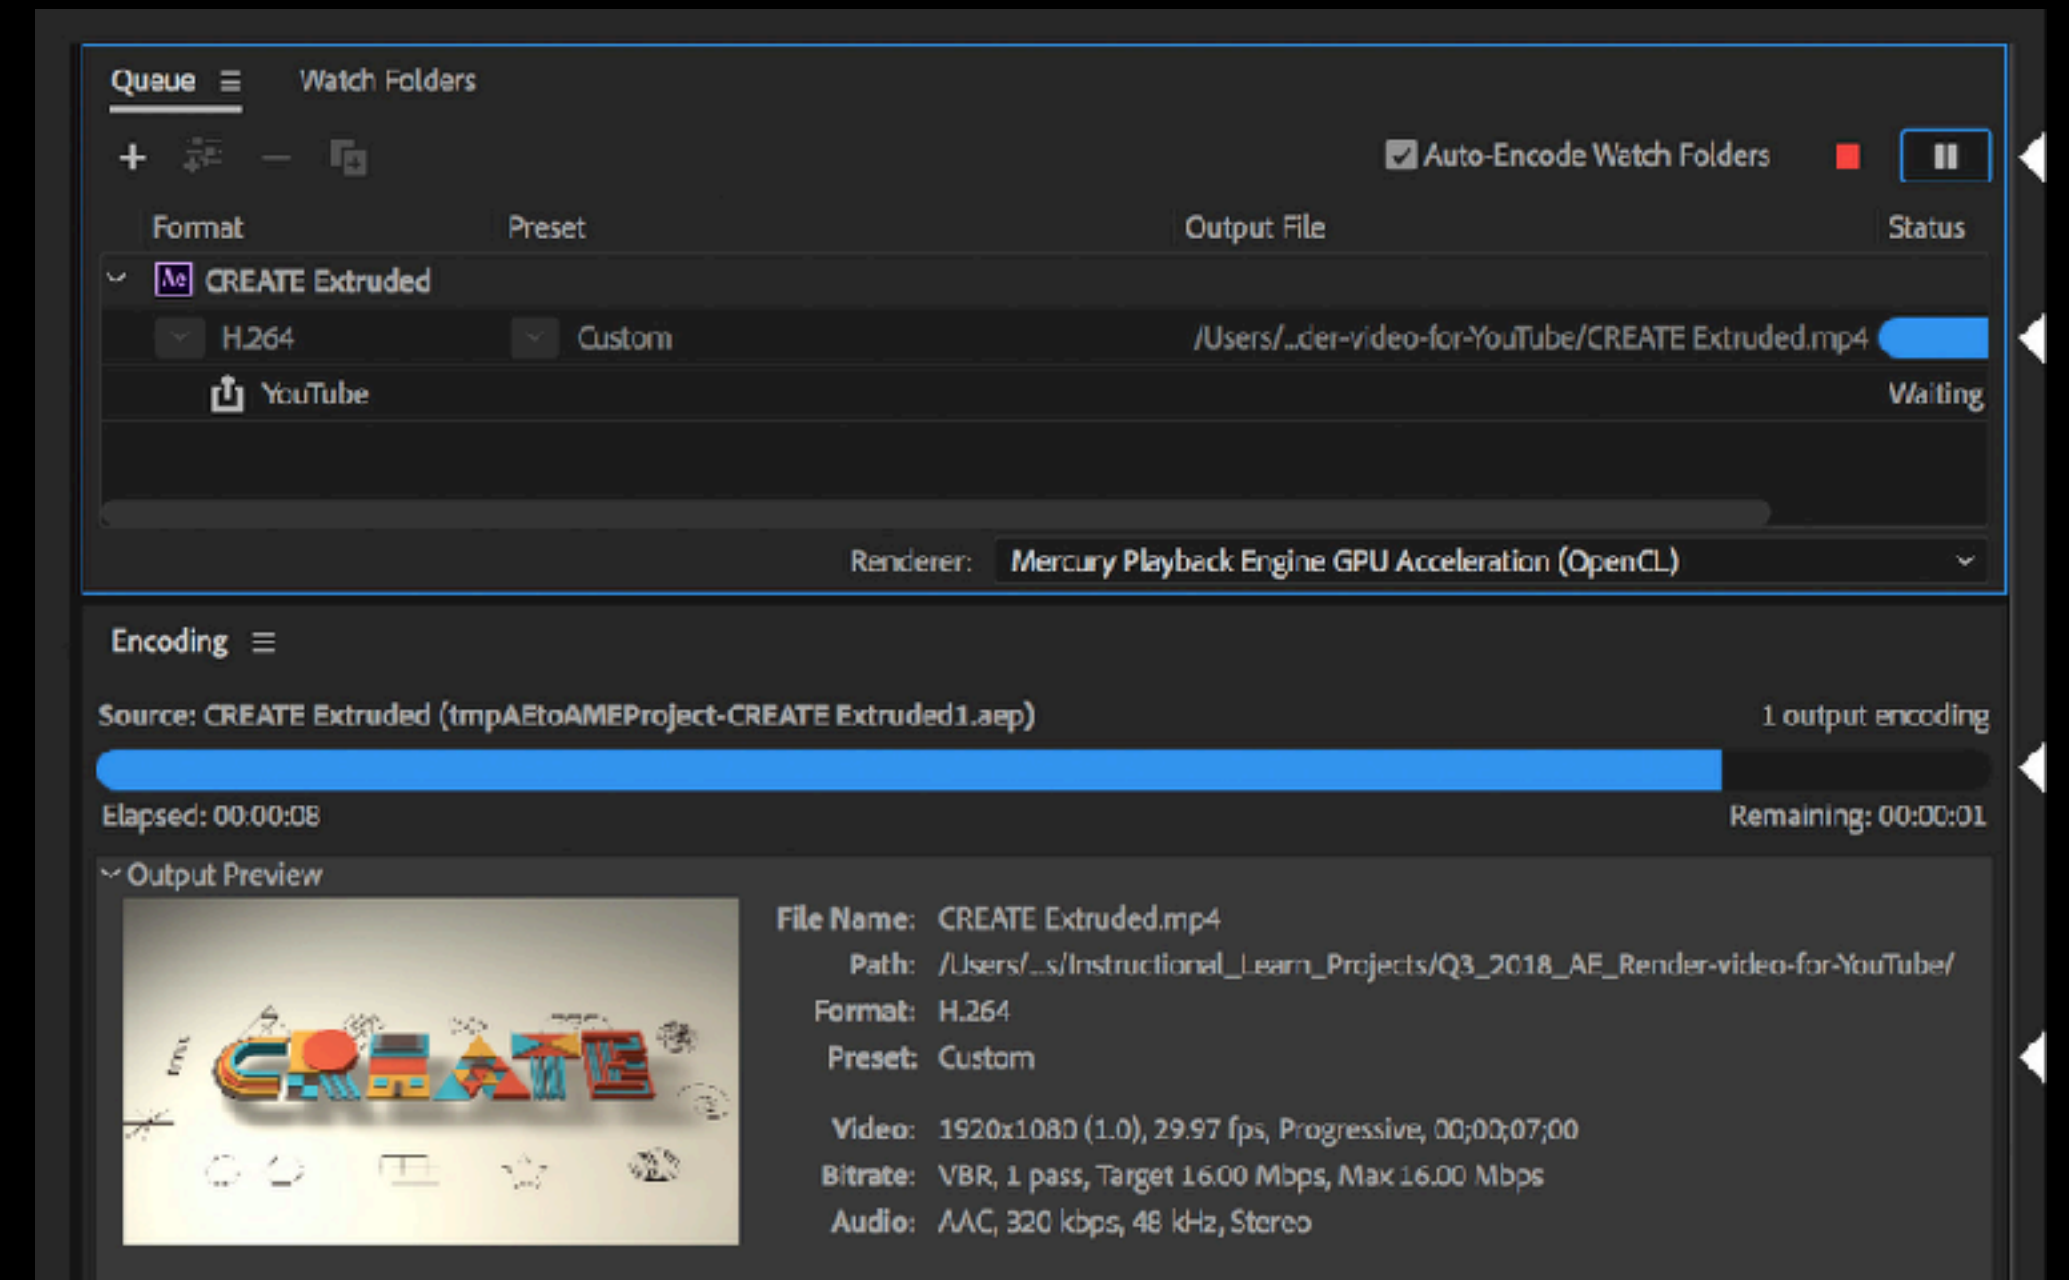 Queue Watch Folders
Auto-Encode Watch Folders
Format Preset Output File Status
Ae CREATE Extruded
H.264 Custom /Users/...der-video-for-YouTube/CREATE Extruded.mp4
YouTube Waiting
Renderer: Mercury Playback Engine GPU Acceleration (OpenCL)
Encoding
Source: CREATE Extruded (tmpAEtoAMEProject-CREATE Extruded1.aep) 1 output encoding
Elapsed: 00:00:08 Remaining: 00:00:01
Output Preview
CREATE
File Name: CREATE Extruded.mp4
Path: /Users/...s/Instructional_Learn_Projects/Q3_2018_AE_Render-video-for-YouTube/
Format: H.264
Preset: Custom
Video: 1920x1080 (1.0), 29.97 fps, Progressive, 00;00;07;00
Bitrate: VBR, 1 pass, Target 16.00 Mbps, Max 16.00 Mbps
Audio: AAC, 320 kbps, 48 kHz, Stereo